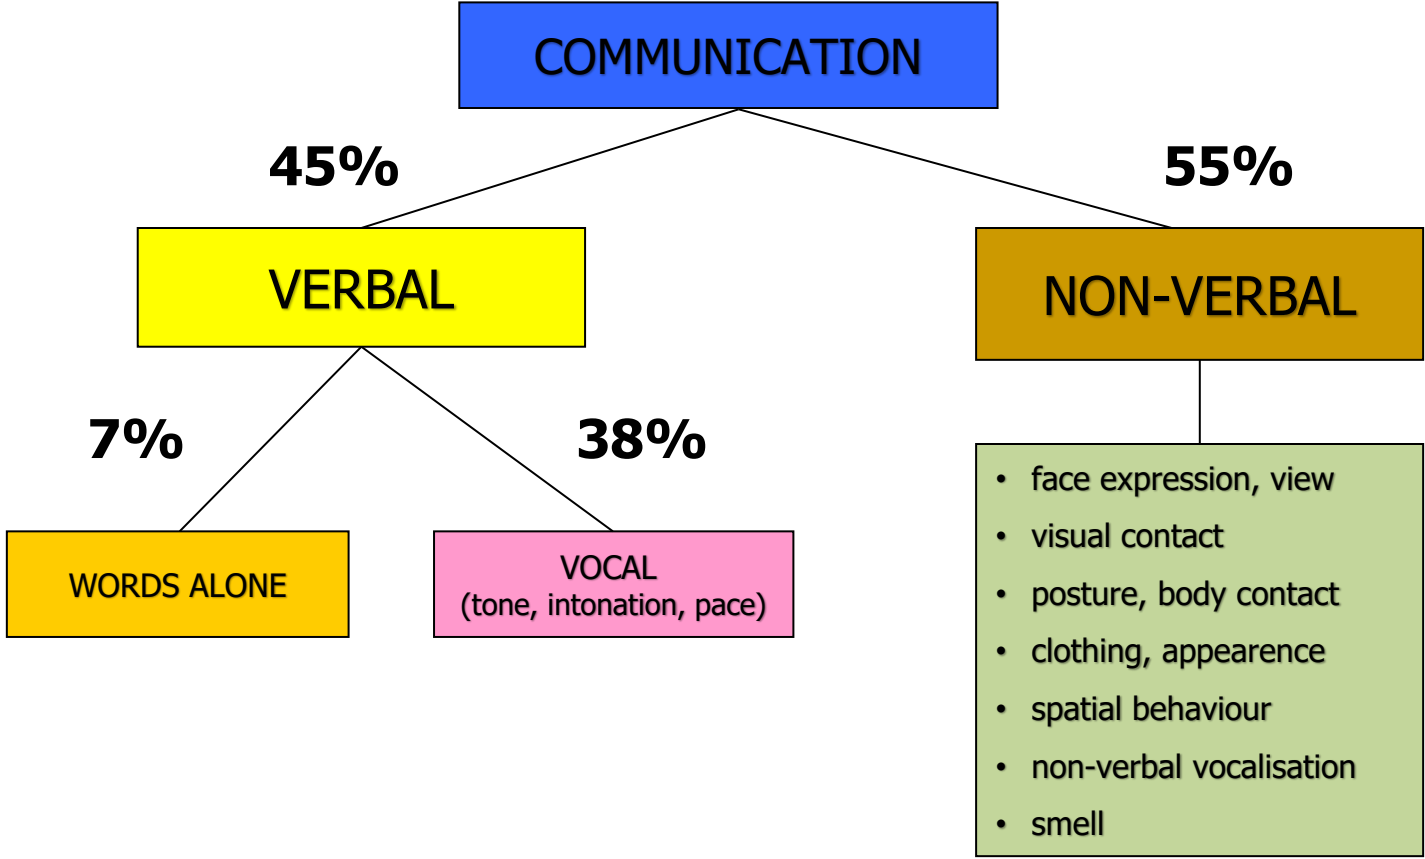 COMMUNICATION
45%
55%
VERBAL
NON-VERBAL
7%
38%
WORDS ALONE
VOCAL
(tone, intonation, pace)
• face expression, view
• visual contact
• posture, body contact
• clothing, appearence
• spatial behaviour
• non-verbal vocalisation
• smell